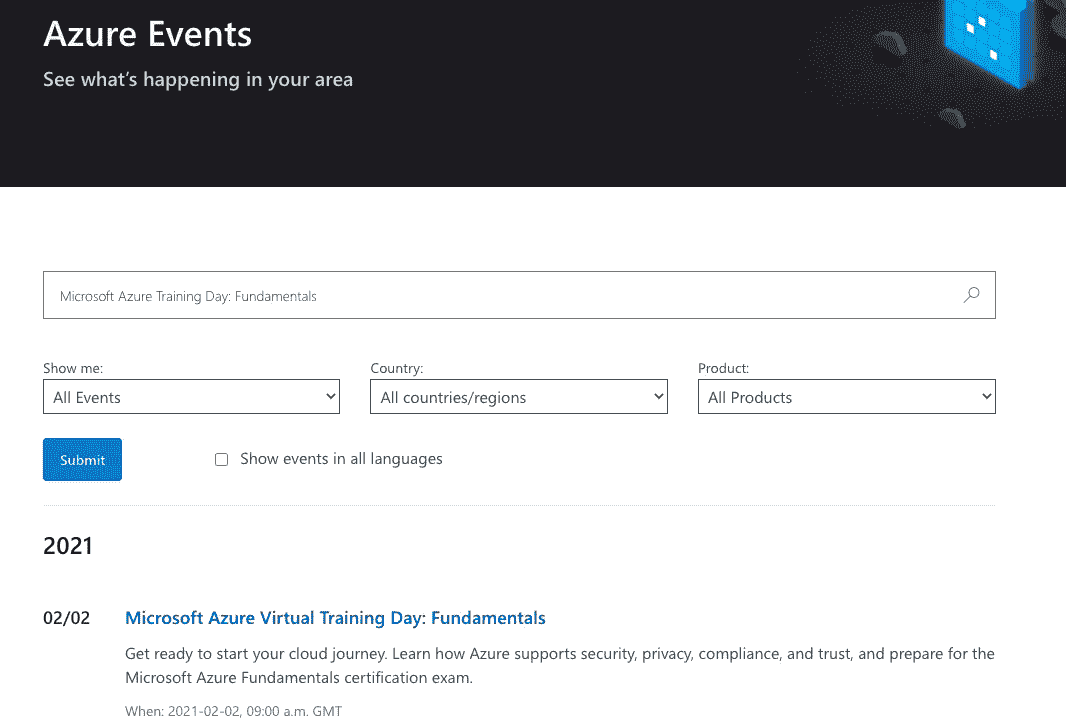 Azure Events
See what's happening in your area
Microsoft Azure Training Day: Fundamentals
Show me:
Country:
Product:
All Events
All countries/regions
All Products
Submit
Show events in all languages
2021
02/02
Microsoft Azure Virtual Training Day: Fundamentals
Get ready to start your cloud journey. Learn how Azure supports security, privacy, compliance, and trust, and prepare for the
Microsoft Azure Fundamentals certification exam.
When: 2021-02-02, 09:00 a.m. GMT